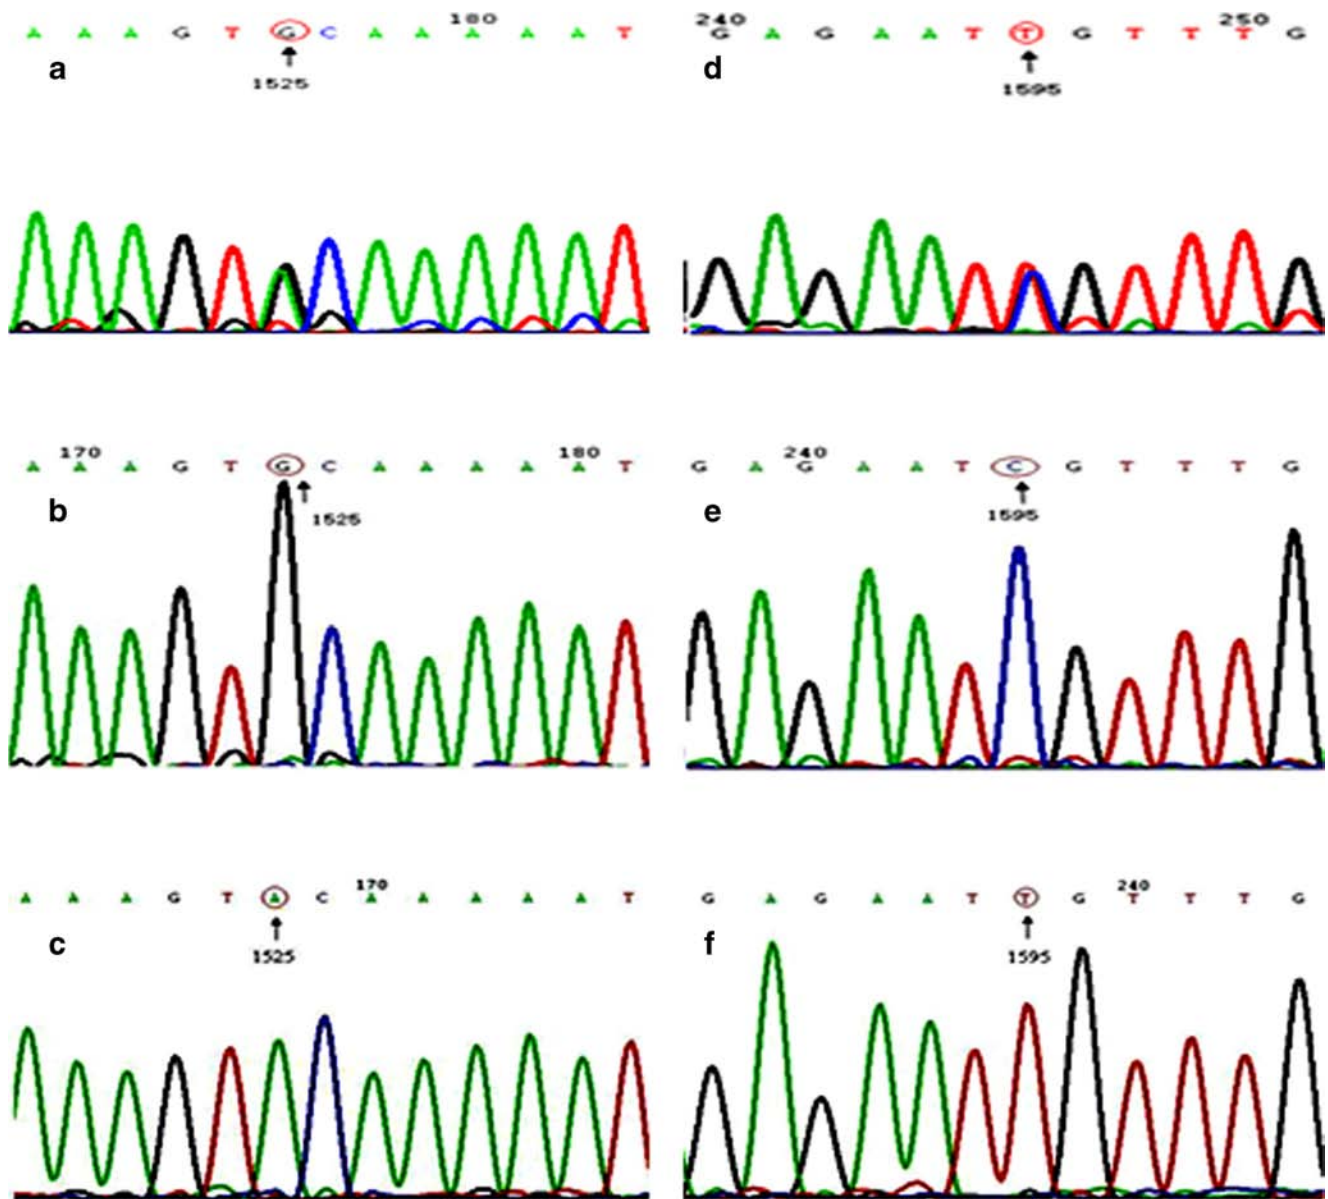 180
A A A G T G C A A A A A T
a
1525
240 250
G A G A A T T G T T T G
d
1595
170 180
A A A G T G C A A A A A T
b
1525
240
G A G A A T C G T T T G
e
1595
170
A A A G T A C A A A A A T
c
1525
240
G A G A A T T G T T T G
f
1595